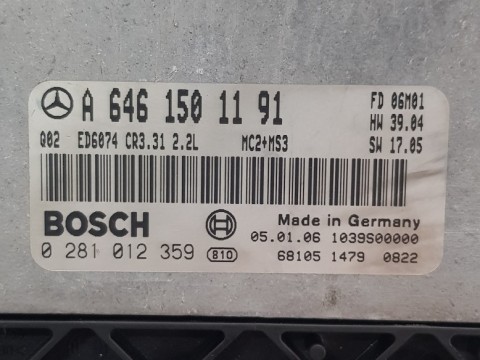 A 646 150 11 91
FD 06M01
HW 39.04
Q02 ED6074 CR3.31 2.2L MC2+MS3 SW 17.05
BOSCH
Made in Germany
05.01.06 1039S00000
0 281 012 359 810 68105 1479 0822